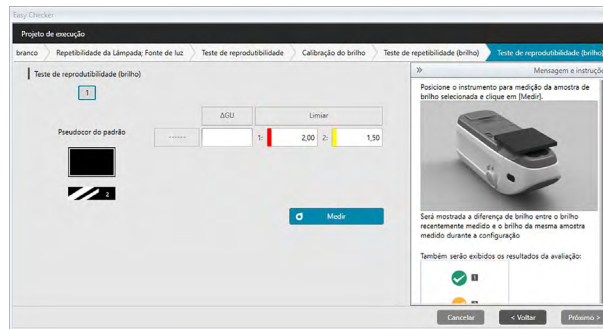 Easy Checker
Projeto de execução
branco
Repetibilidade da Lâmpada; Fonte de luz
Teste de reprodutibilidade
Calibração do brilho
Teste de repetibilidade (brilho)
Teste de reprodutibilidade (brilho)
Teste de reprodutibilidade (brilho)
1
ΔGU
Limiar
Pseudocor do padrão
------
1:
2,00
2:
1,50
2
Medir
»
Mensagem e instruçõe
Posicione o instrumento para medição da amostra de
brilho selecionada e clique em [Medir].
Será mostrada a diferença de brilho entre o brilho
recentemente medido e o brilho da mesma amostra
medido durante a configuração
Também serão exibidos os resultados da avaliação:
1
Cancelar
< Voltar
Próximo >